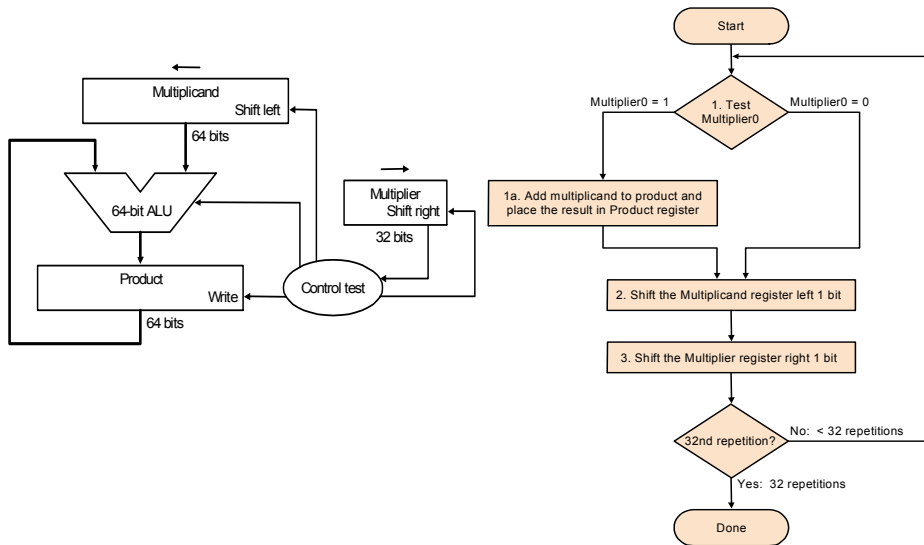 Multiplicand
Shift left
64 bits
64-bit ALU
Product
Write
64 bits
Multiplier
Shift right
32 bits
Control test
Start
1. Test
Multiplier0
Multiplier0 = 1
Multiplier0 = 0
1a. Add multiplicand to product and
place the result in Product register
2. Shift the Multiplicand register left 1 bit
3. Shift the Multiplier register right 1 bit
32nd repetition?
No: < 32 repetitions
Yes: 32 repetitions
Done